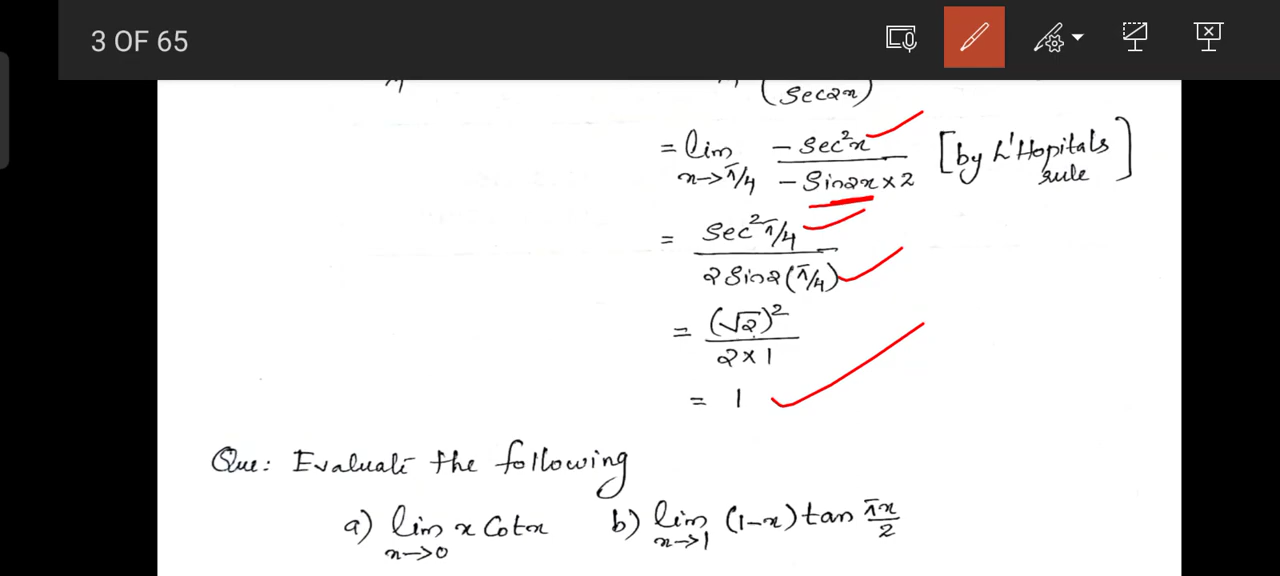 3 OF 65
(sec2x)
= lim x→π/4 -sec²x / -sin2x×2 [by L'Hopitals rule]
= sec²π/4 / 2sin2(π/4)
= (√2)² / 2×1
= 1
Que: Evaluate the following
a) lim x→0 x Cotx b) lim x→1 (1-x) tan πx/2